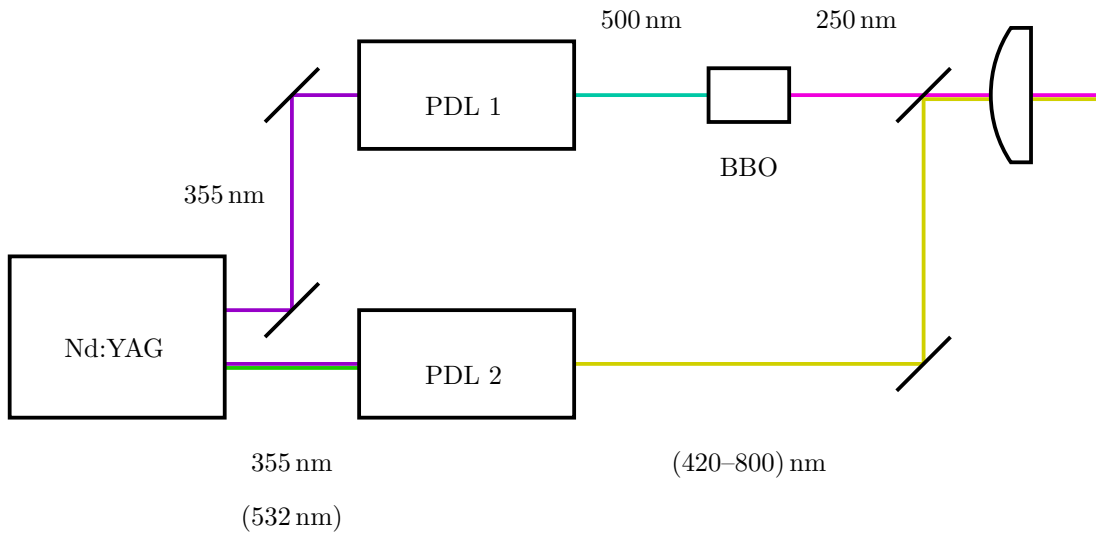 500 nm
250 nm
PDL 1
BBO
355 nm
Nd:YAG
PDL 2
355 nm
(420–800) nm
(532 nm)